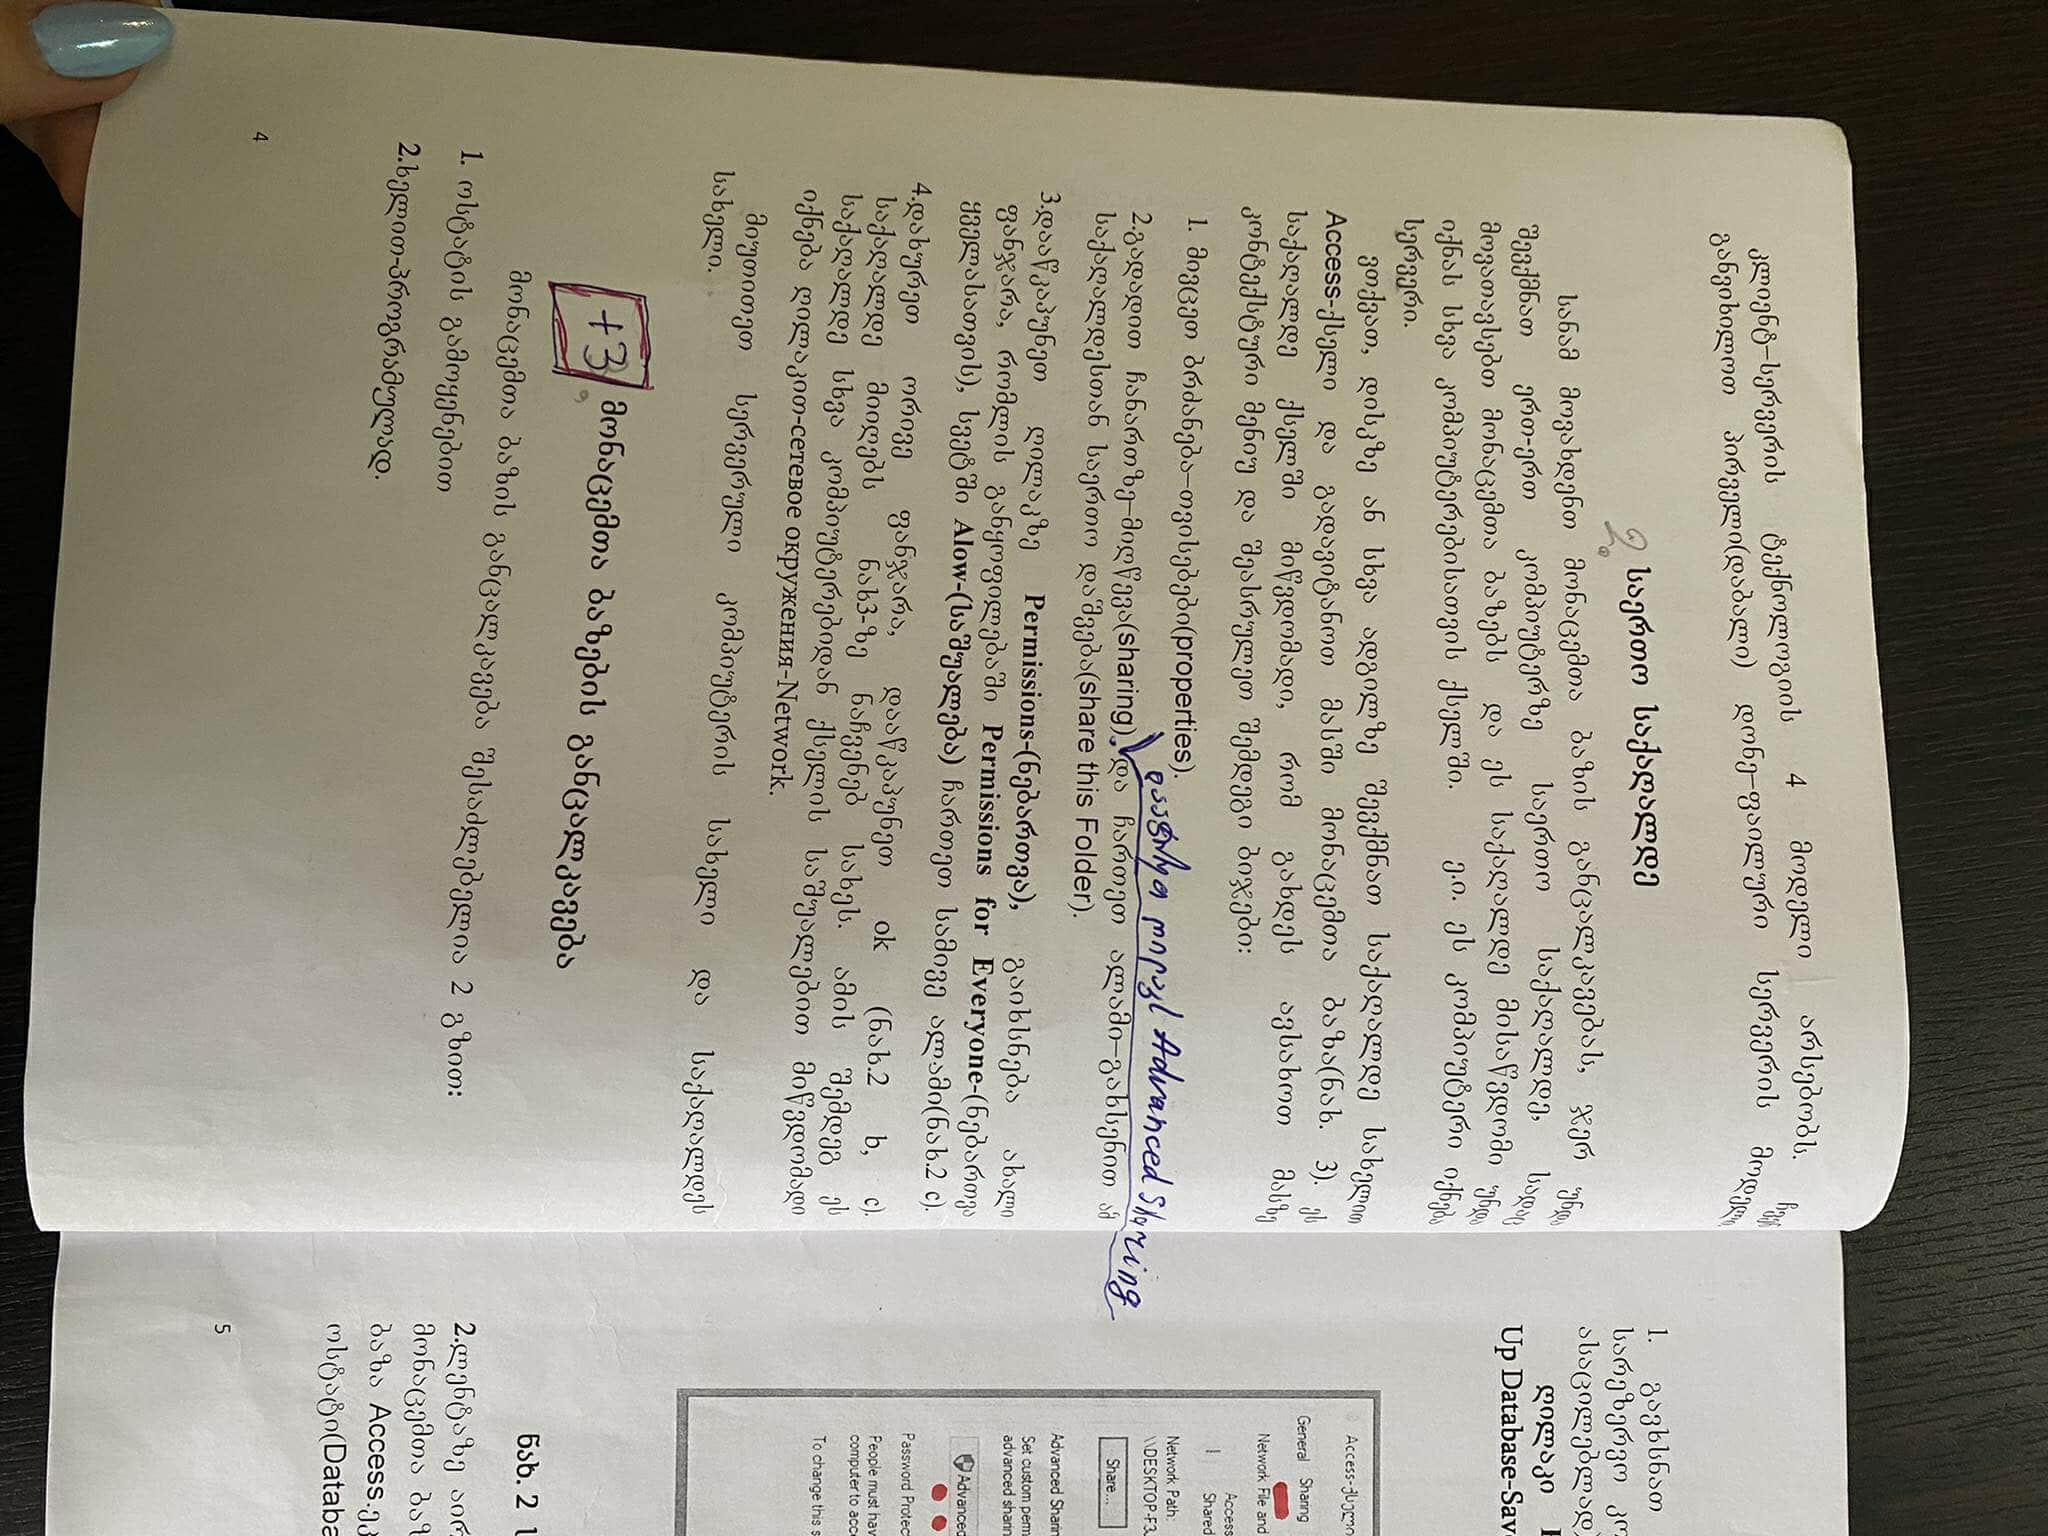 კლიენტ–სერვერის ტექნოლოგიის 4 მოდელი არსებობს. ჩვენ
განვიხილოთ პირველი(დაბალი) დონე–ფაილური სერვერის მოდელი.
2. საერთო საქაღალდე
სანამ მოვახდენთ მონაცემთა ბაზის განცალკავებას, ჯერ უნდა
შევქმნათ ერთ-ერთ კომპიუტერზე საერთო საქაღალდე, სადაც
მოვათავსებთ მონაცემთა ბაზებს და ეს საქაღალდე მისაწვდომი უნდა
იქნას სხვა კომპიუტერებისათვის ქსელში. ე.ი. ეს კომპიუტერი იქნება
სერვერი.
ვთქვათ, დისკზე ან სხვა ადგილზე შევქმნათ საქაღალდე სახელით
Access-ქსელი და გადავიტანოთ მასში მონაცემთა ბაზა(ნახ. 3). ეს
საქაღალდე ქსელში მიწვდომადი, რომ გახდეს ავსახოთ მასზე
კონტექსტური მენიუ და შეასრულეთ შემდეგი ბიჯები:
1. მივცეთ ბრძანება–თვისებები(properties).
ღილაკს Advanced Sharing
2.გადადით ჩანართზე–მიღწევა(sharing). და ჩართეთ ალამი–გახსენით ამ
საქაღალდესთან საერთო დაშვება(share this Folder).
3.დააწკაპუნეთ ღილაკზე Permissions-(ნებართვა), გაიხსნება ახალი
ფანჯარა, რომლის განყოფილებაში Permissions for Everyone-(ნებართვა
ყველასათვის), სვეტში Alow-(საშუალება) ჩართეთ სამივე ალამი(ნახ.2 c).
4.დახურეთ ორივე ფანჯარა, დააწკაპუნეთ ok (ნახ.2 b, c).
საქაღალდე მიიღებს ნახ3-ზე ნაჩვენებ სახეს. ამის შემდეგ ეს
საქაღალდე სხვა კომპიუტერებიდან ქსელის საშუალებით მიწვდომადი
იქნება ღილაკით-сетевое окружения-Network.
მიუთითეთ სერვერული კომპიუტერის სახელი და საქაღალდეს
სახელი.
+3. მონაცემთა ბაზების განცალკავება
მონაცემთა ბაზის განცალკავება შესაძლებელია 2 გზით:
1. ოსტატის გამოყენებით
2.ხელით-პროგრამულად.
4
1. გავხსნათ
სარეზერვო
ასაცილებლად)
ღილაკი
Up Database-Save
Access-ქსელი
General Sharing
Network File and
Access
Shared
Network Path:
\\DESKTOP-F3J
Share...
Advanced Sharin
Set custom perm
advanced sharin
Advanced
Password Protec
People must hav
computer to acce
To change this s
ნახ. 2
2.ლენტაზე
მონაცემთა
ბაზა Access.
ოსტატი(Databa
5